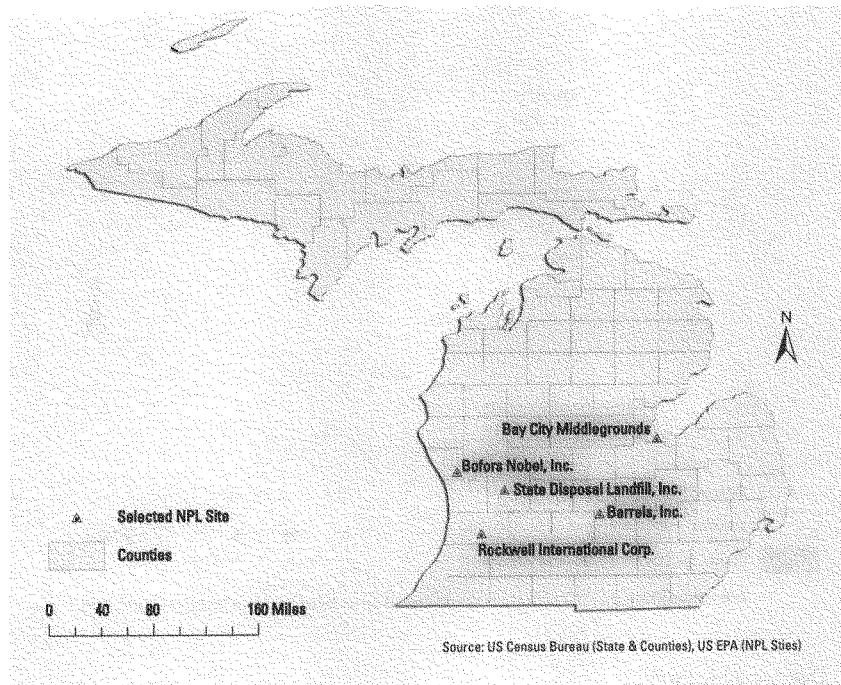 N
Bay City Middlegrounds
Bofors Nobel, Inc.
State Disposal Landfill, Inc.
Barrels, Inc.
Rockwell International Corp.
Selected NPL Site
Counties
0 40 80 160 Miles
Source: US Census Bureau (State & Counties), US EPA (NPL Sties)